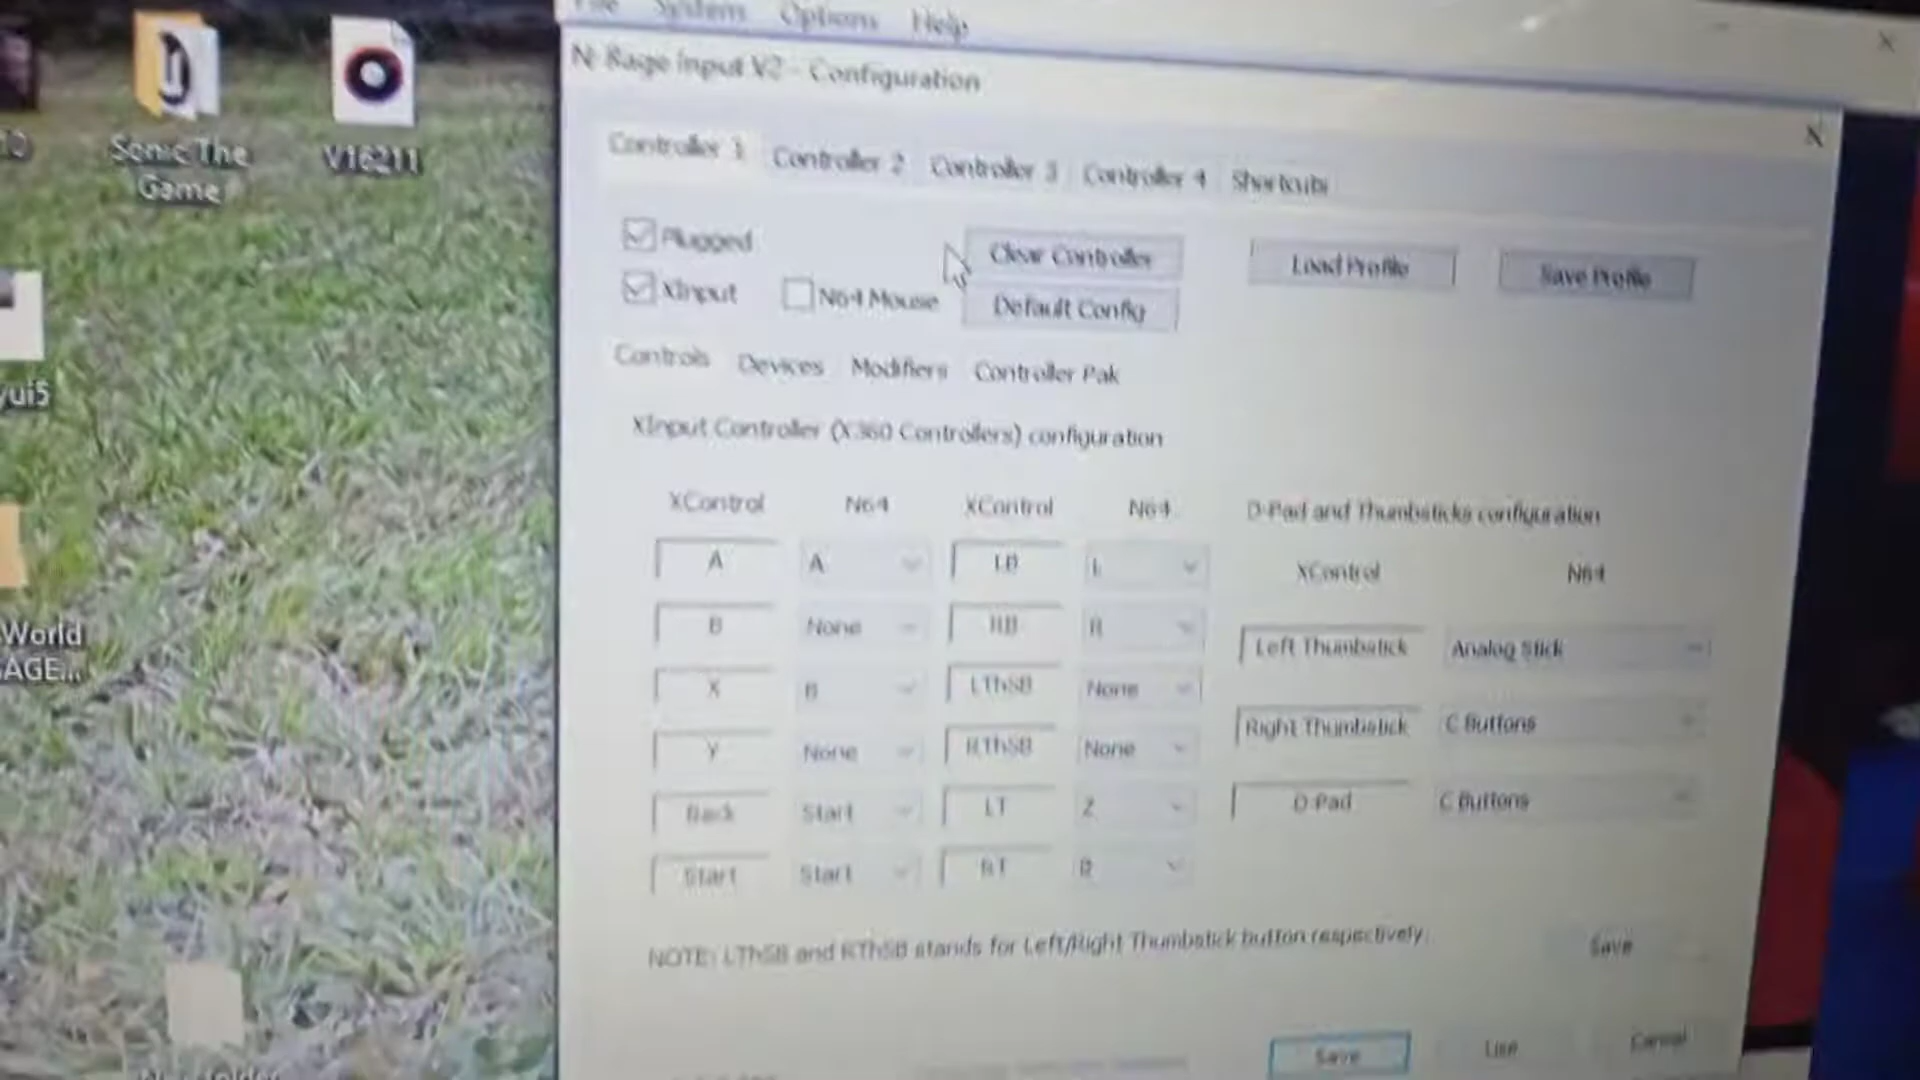 File System Options Help
N-Rage Input V2 - Configuration
Controller 1 Controller 2 Controller 3 Controller 4 Shortcuts
Plugged
XInput
N64 Mouse
Clear Controller
Default Config
Load Profile
Save Profile
Controls Devices Modifiers Controller Pak
XInput Controller (X360 Controllers) configuration
XControl N64 XControl N64
D-Pad and Thumbsticks configuration
XControl N64
A A LB L
B None RB R
X B LThSB None
Y None RThSB None
Back Start LT Z
Start Start RT R
Left Thumbstick Analog Stick
Right Thumbstick C Buttons
D-Pad C Buttons
NOTE: LThSB and RThSB stands for Left/Right Thumbstick button respectively.
Save
Save Use Cancel
Sonic The
Game
V16211
yui5
World
AGE...